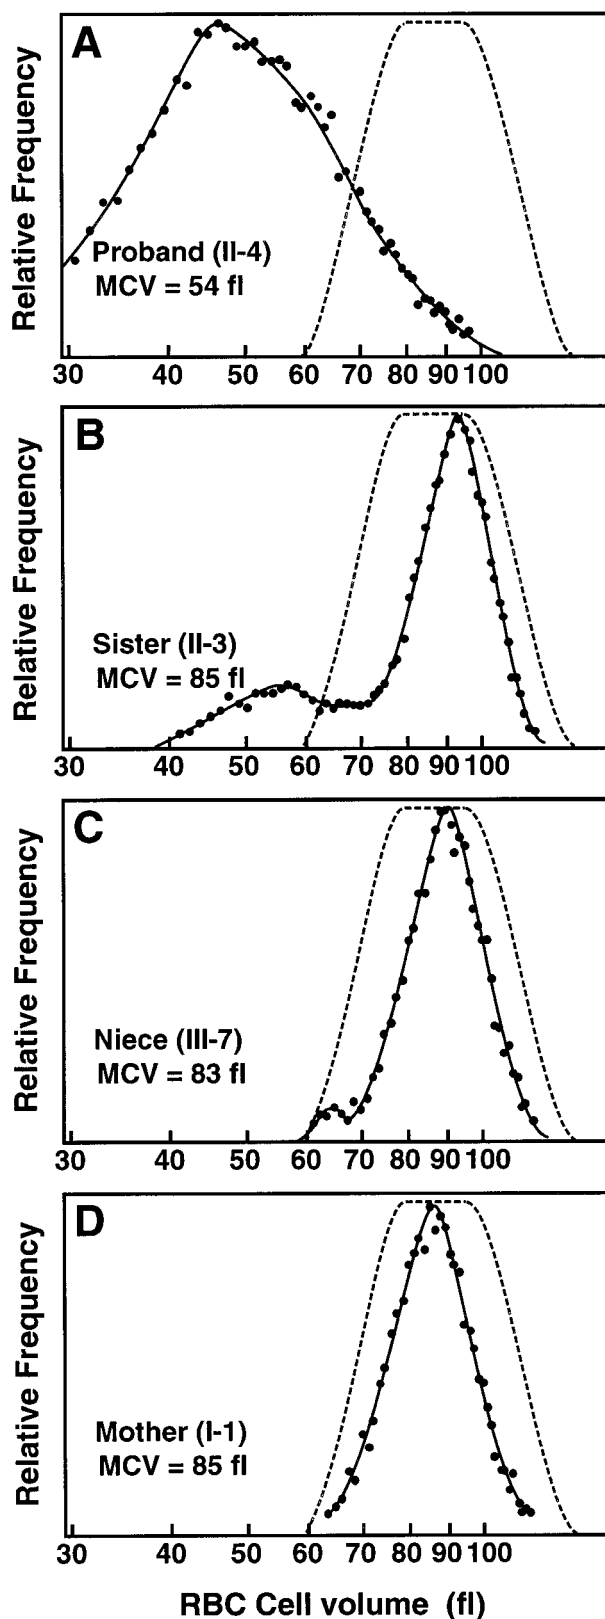 A
Relative Frequency
Proband (II-4)
MCV = 54 fl
30 40 50 60 70 80 90 100
B
Relative Frequency
Sister (II-3)
MCV = 85 fl
30 40 50 60 70 80 90 100
C
Relative Frequency
Niece (III-7)
MCV = 83 fl
30 40 50 60 70 80 90 100
D
Relative Frequency
Mother (I-1)
MCV = 85 fl
30 40 50 60 70 80 90 100
RBC Cell volume (fl)